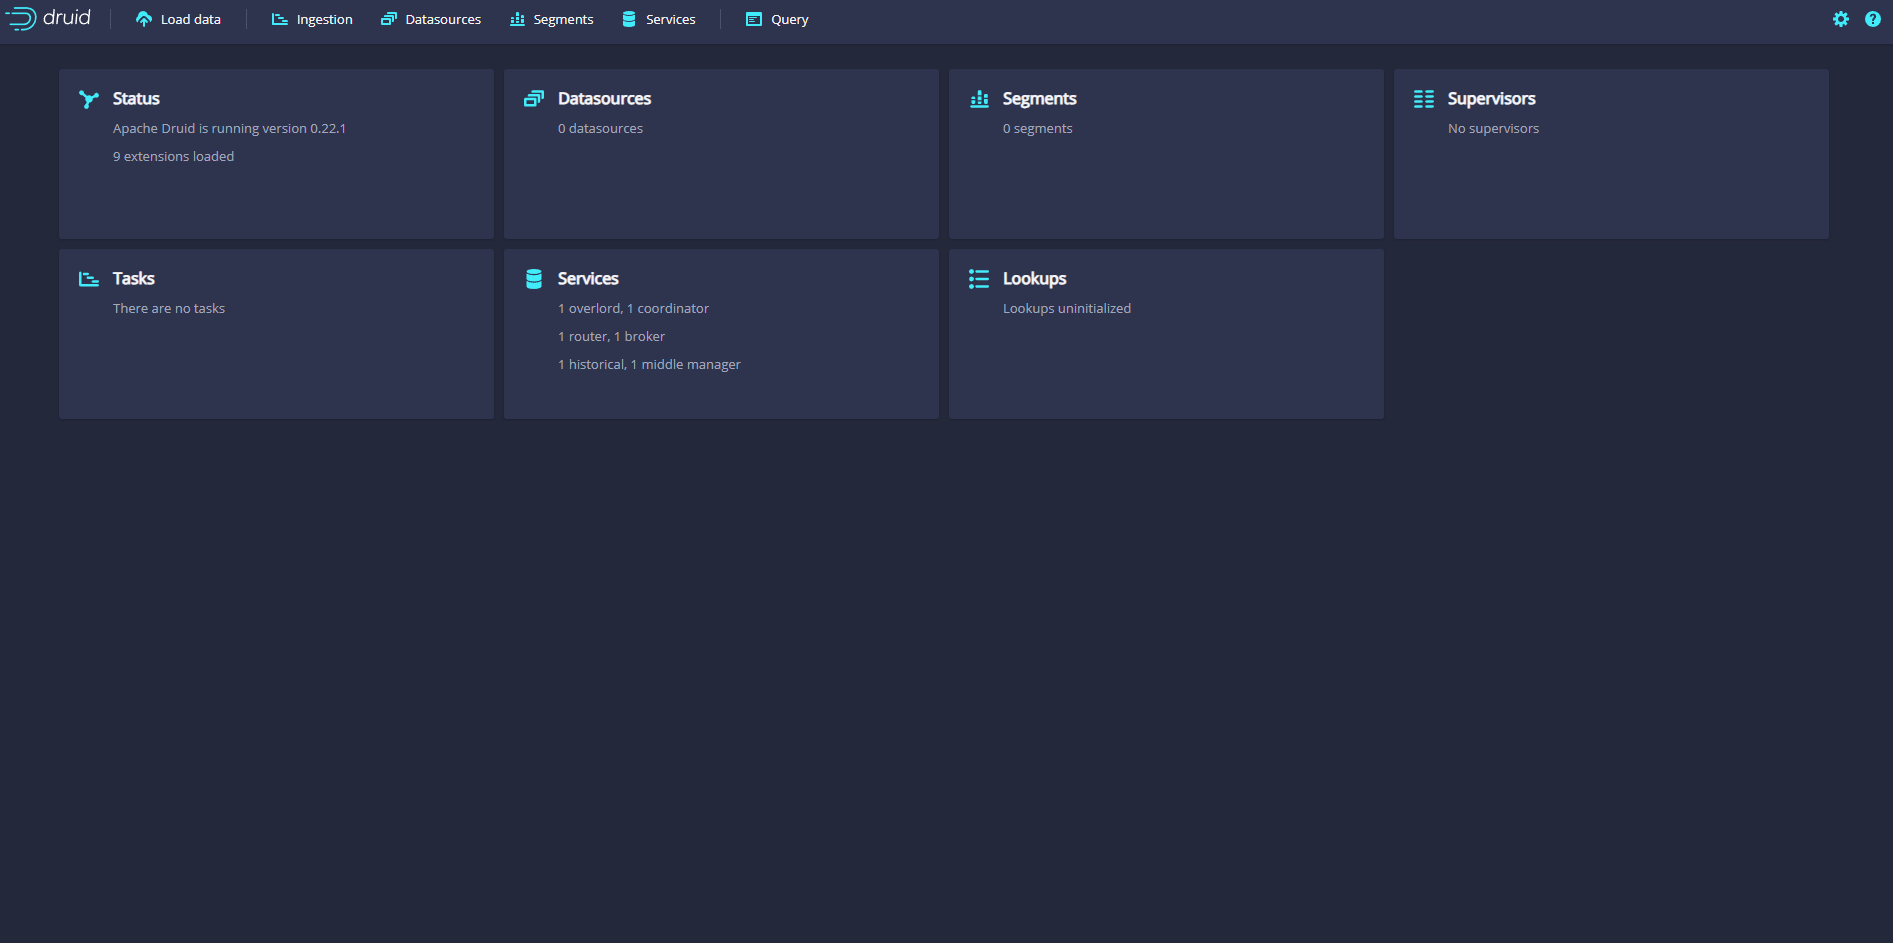 druid Load data Ingestion Datasources Segments Services Query
Status
Apache Druid is running version 0.22.1
9 extensions loaded
Datasources
0 datasources
Segments
0 segments
Supervisors
No supervisors
Tasks
There are no tasks
Services
1 overlord, 1 coordinator
1 router, 1 broker
1 historical, 1 middle manager
Lookups
Lookups uninitialized